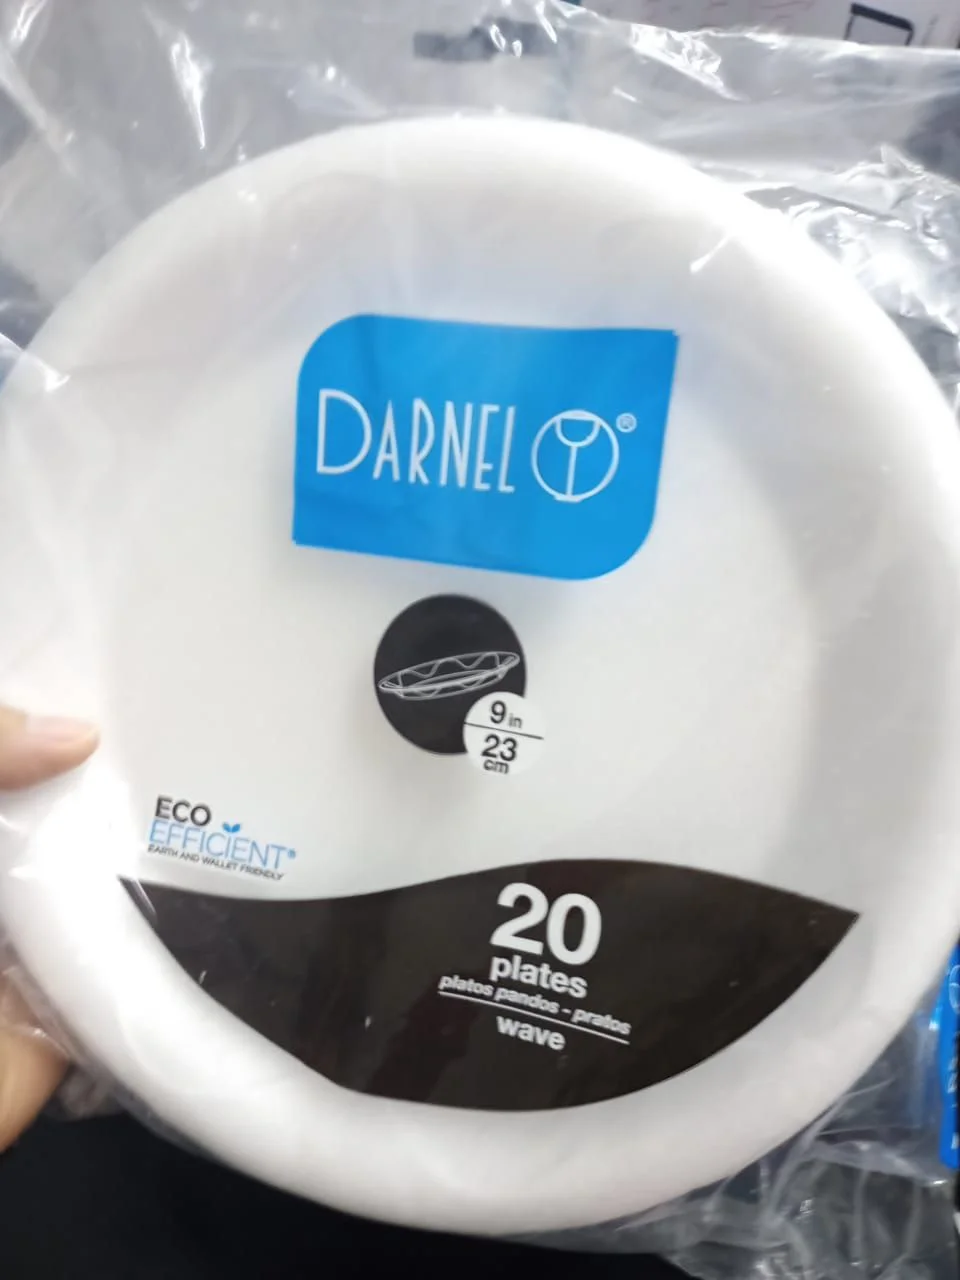 DARNEL ®
9 in
23
cm
ECO
EFFICIENT®
EARTH AND WALLET FRIENDLY
20
plates
platos pandos - pratos
wave